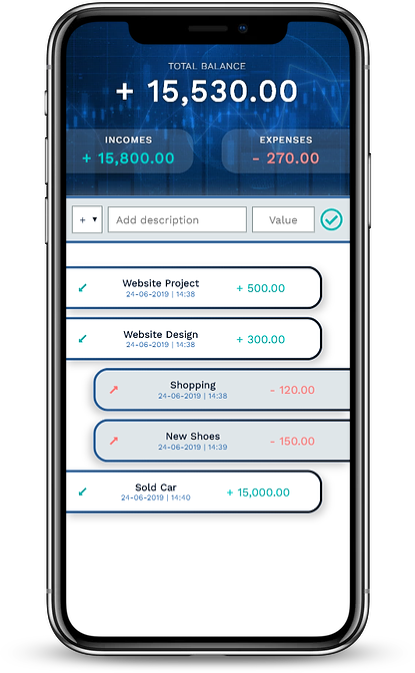 TOTAL BALANCE
+ 15,530.00
INCOMES
EXPENSES
+ 15,800.00
- 270.00
+ ▼ Add description Value
Website Project
24-06-2019 | 14:38
+ 500.00
Website Design
24-06-2019 | 14:38
+ 300.00
Shopping
24-06-2019 | 14:38
- 120.00
New Shoes
24-06-2019 | 14:39
- 150.00
Sold Car
24-06-2019 | 14:40
+ 15,000.00